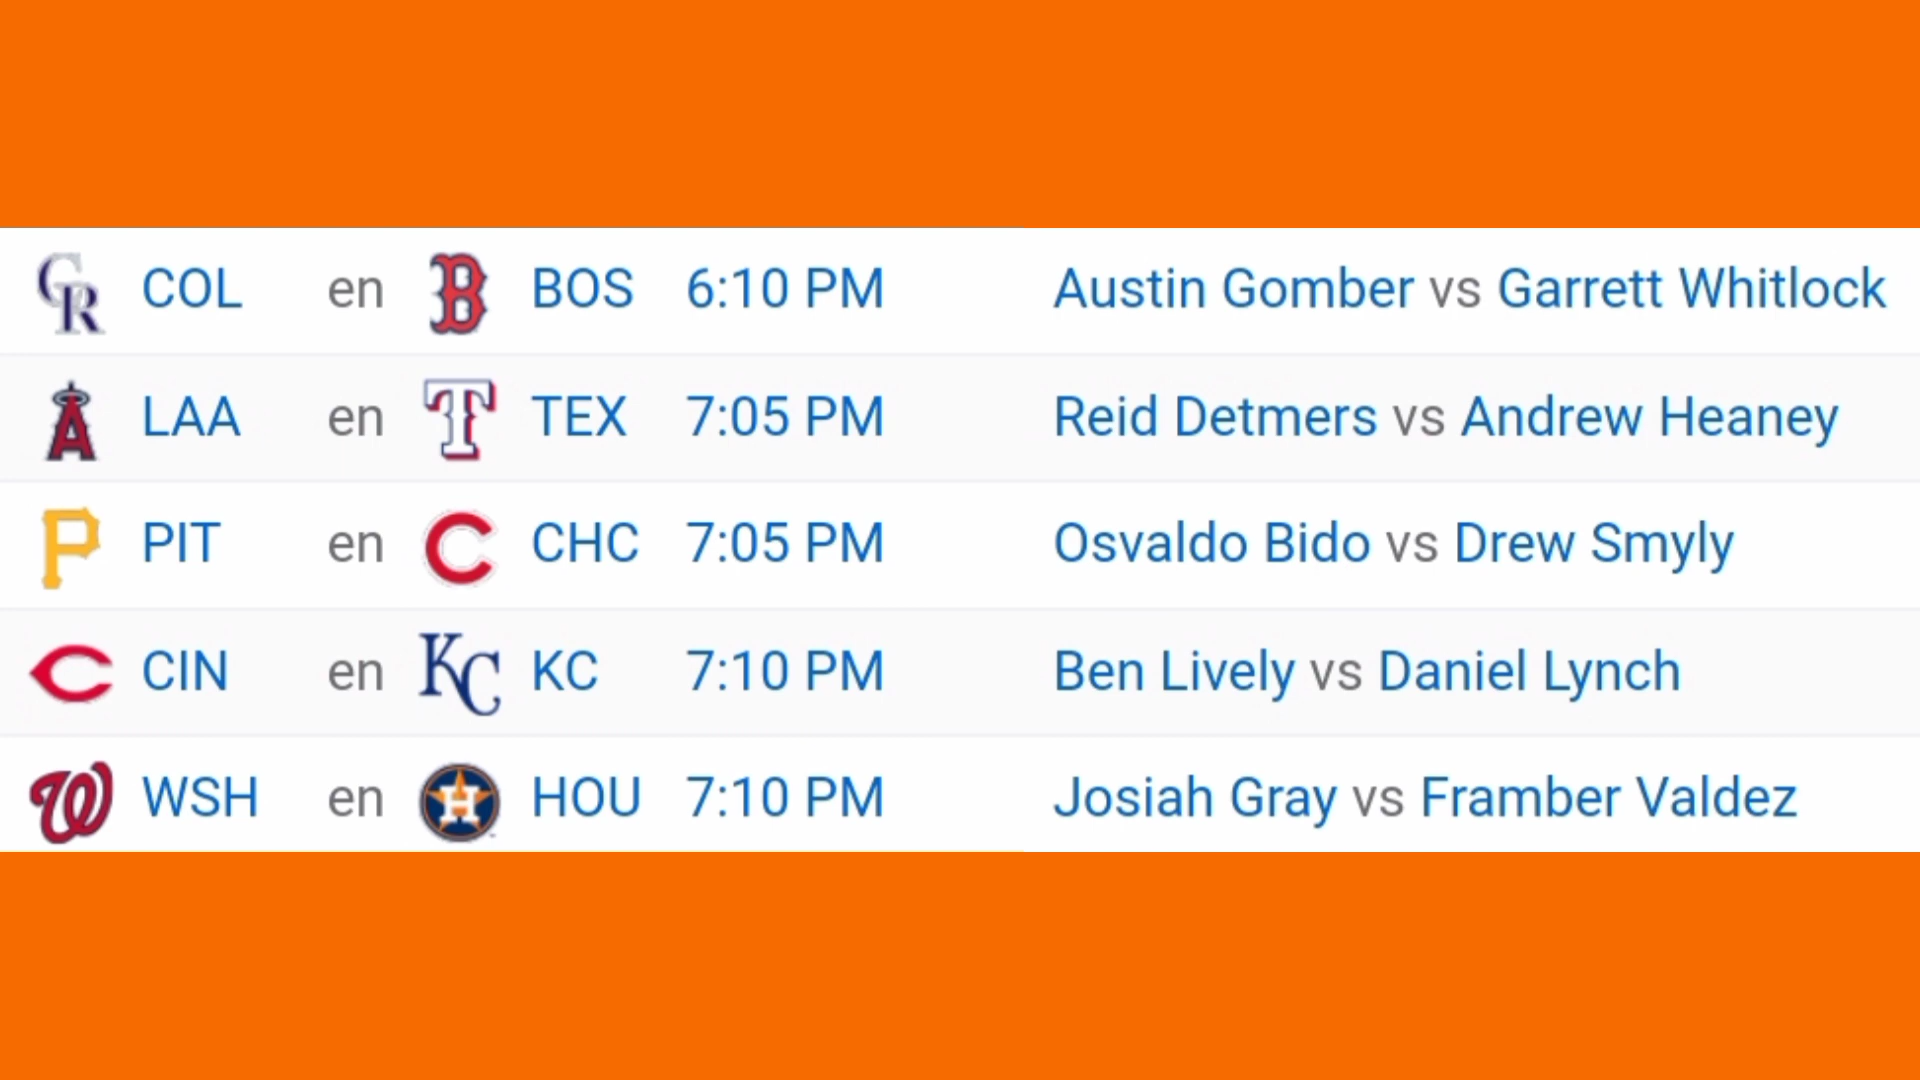 COL en BOS 6:10 PM Austin Gomber vs Garrett Whitlock
LAA en TEX 7:05 PM Reid Detmers vs Andrew Heaney
PIT en CHC 7:05 PM Osvaldo Bido vs Drew Smyly
CIN en KC 7:10 PM Ben Lively vs Daniel Lynch
WSH en HOU 7:10 PM Josiah Gray vs Framber Valdez